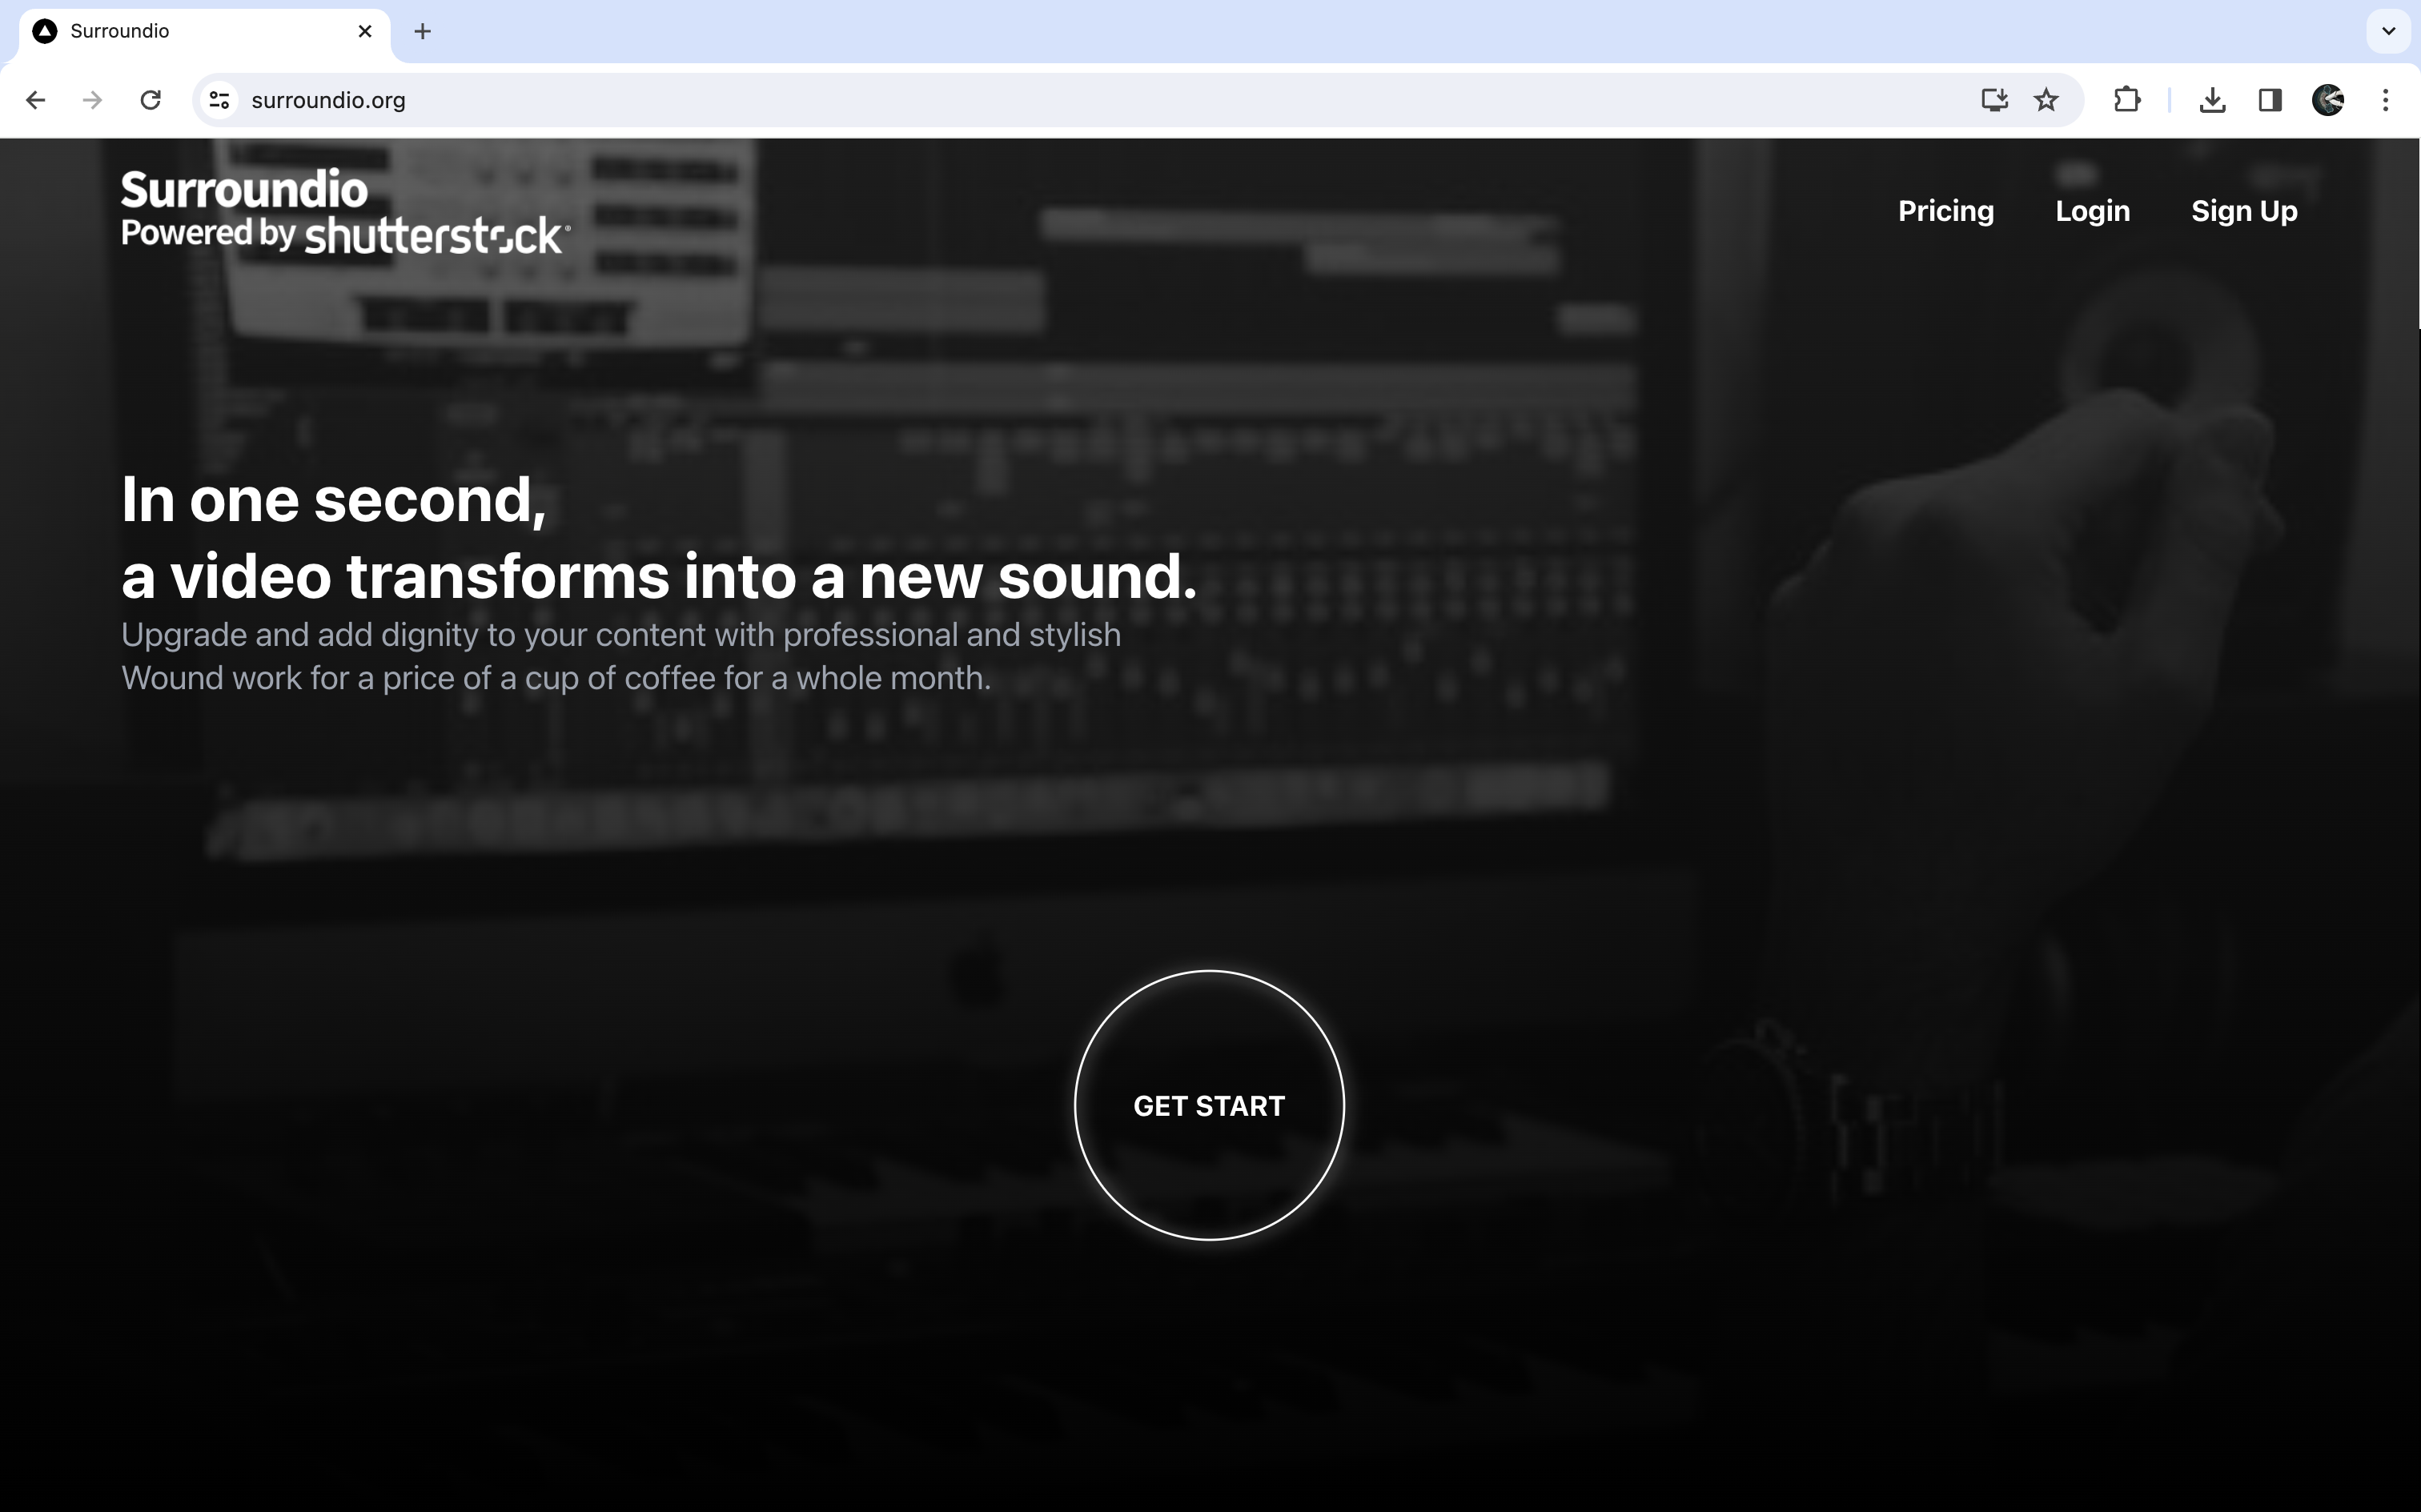 Surroundio
surroundio.org
Surroundio
Powered by shutterstock
Pricing
Login
Sign Up
In one second,
a video transforms into a new sound.
Upgrade and add dignity to your content with professional and stylish
Wound work for a price of a cup of coffee for a whole month.
GET START